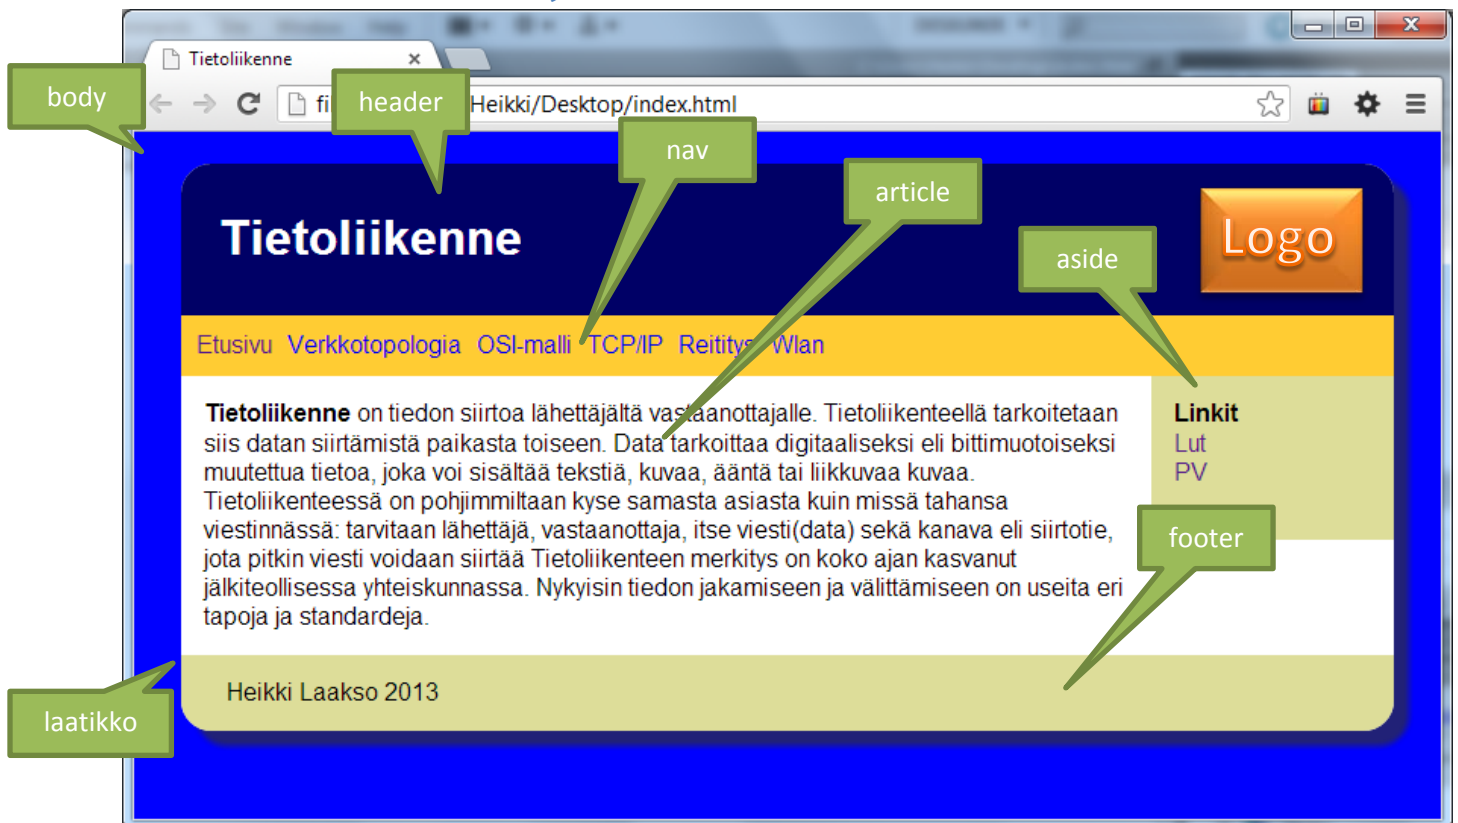 Tietoliikenne
body
header
fi
Heikki/Desktop/index.html
nav
article
Tietoliikenne
aside
Logo
Etusivu Verkkotopologia OSI-malli TCP/IP Reititys Wlan
Tietoliikenne on tiedon siirtoa lähettäjältä vastaanottajalle. Tietoliikenteellä tarkoitetaan
siis datan siirtämistä paikasta toiseen. Data tarkoittaa digitaaliseksi eli bittimuotoiseksi
muutettua tietoa, joka voi sisältää tekstiä, kuvaa, ääntä tai liikkuvaa kuvaa.
Tietoliikenteessä on pohjimmiltaan kyse samasta asiasta kuin missä tahansa
viestinnässä: tarvitaan lähettäjä, vastaanottaja, itse viesti(data) sekä kanava eli siirtotie,
jota pitkin viesti voidaan siirtää Tietoliikenteen merkitys on koko ajan kasvanut
jälkiteollisessa yhteiskunnassa. Nykyisin tiedon jakamiseen ja välittämiseen on useita eri
tapoja ja standardeja.
Linkit
Lut
PV
footer
Heikki Laakso 2013
laatikko